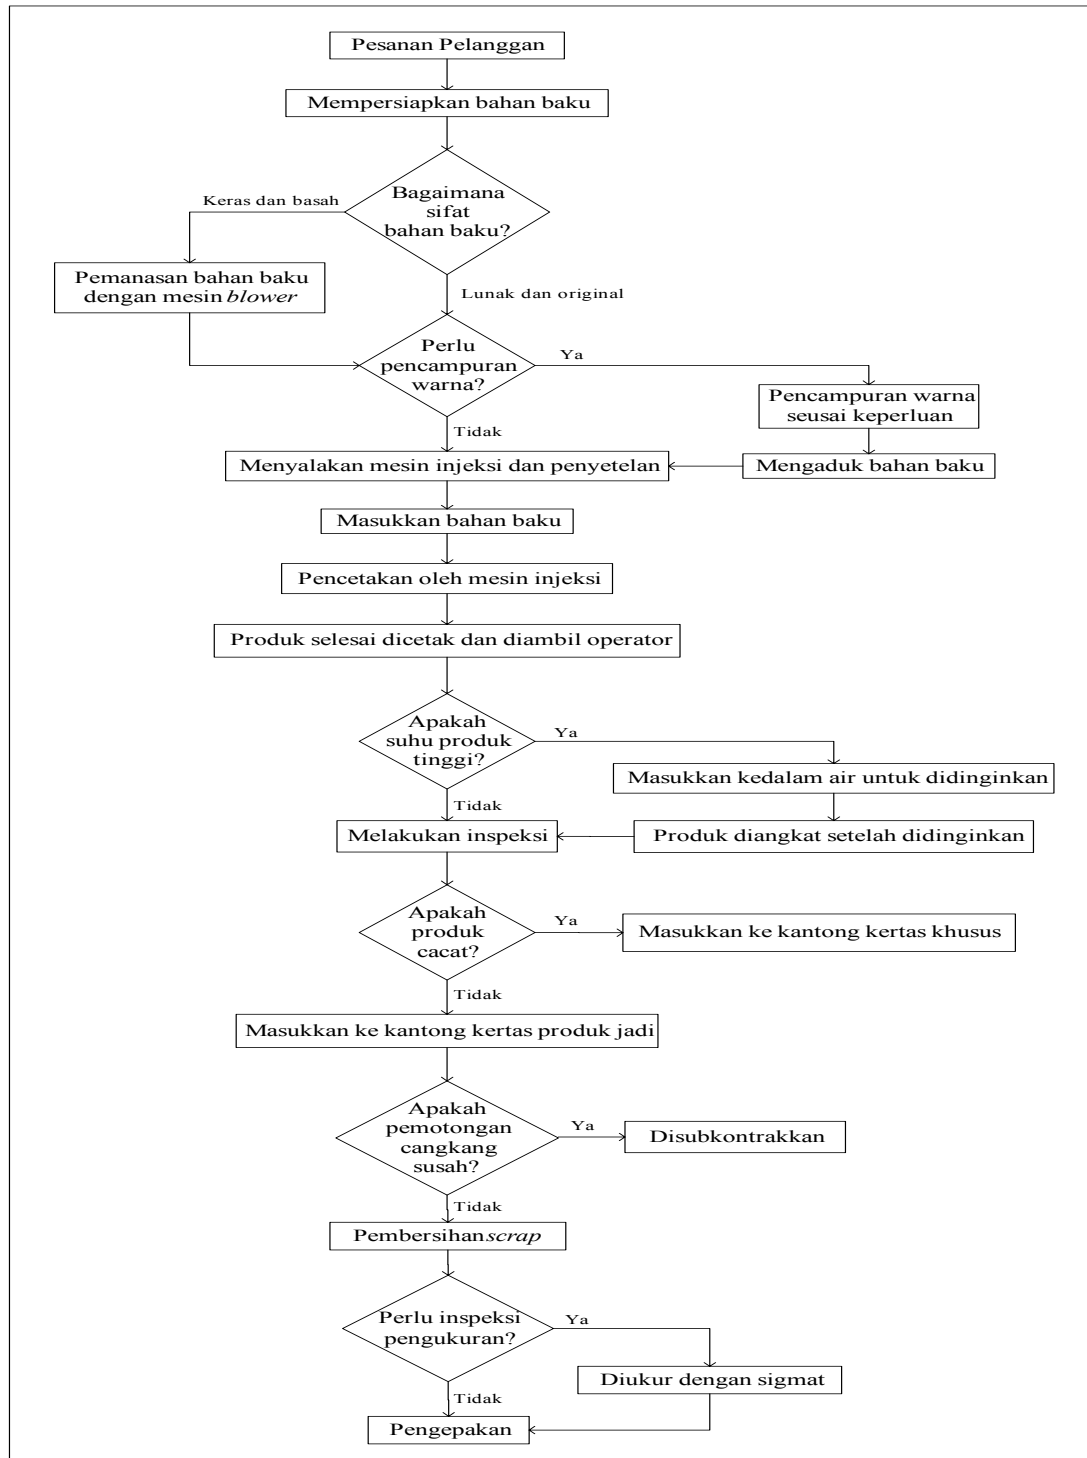 Pesanan Pelanggan
Mempersiapkan bahan baku
Bagaimana
sifat
bahan baku?
Keras dan basah
Pemanasan bahan baku
dengan mesin blower
Lunak dan original
Perlu
pencampuran
warna?
Ya
Pencampuran warna
seusai keperluan
Tidak
Menyalakan mesin injeksi dan penyetelan
Mengaduk bahan baku
Masukkan bahan baku
Pencetakan oleh mesin injeksi
Produk selesai dicetak dan diambil operator
Apakah
suhu produk
tinggi?
Ya
Masukkan kedalam air untuk didinginkan
Tidak
Melakukan inspeksi
Produk diangkat setelah didinginkan
Apakah
produk
cacat?
Ya
Masukkan ke kantong kertas khusus
Tidak
Masukkan ke kantong kertas produk jadi
Apakah
pemotongan
cangkang
susah?
Ya
Disubkontrakkan
Tidak
Pembersihan scrap
Perlu inspeksi
pengukuran?
Ya
Diukur dengan sigmat
Tidak
Pengepakan